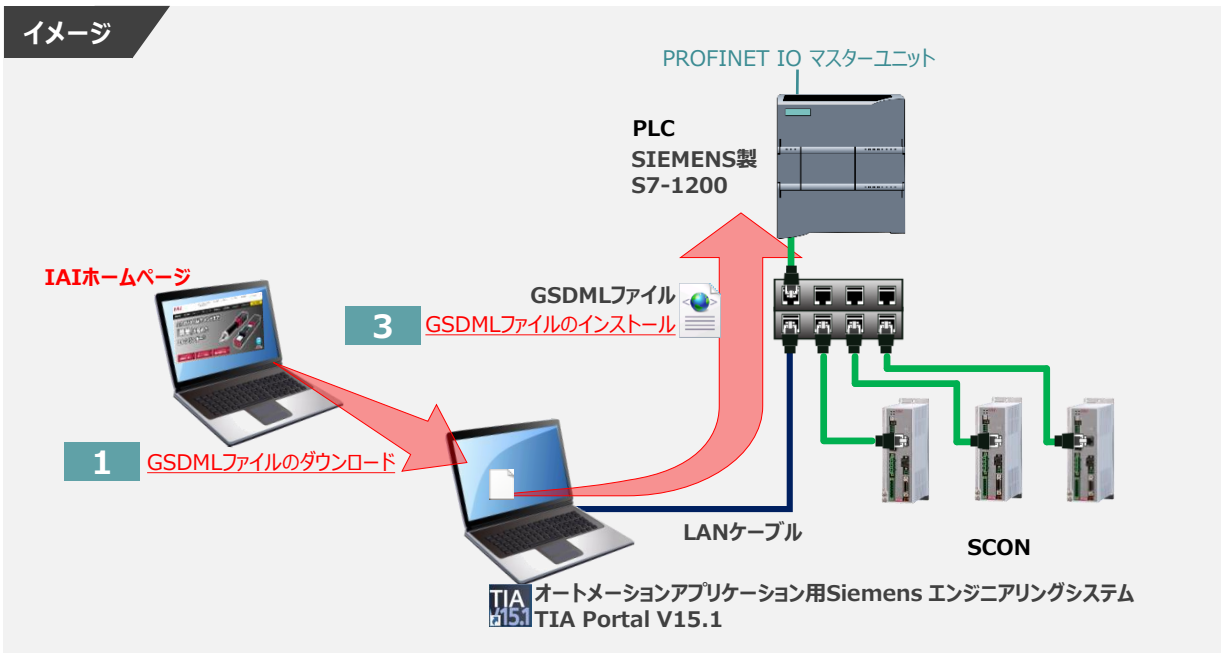 イメージ
PROFINET IO マスターユニット
PLC
SIEMENS製
S7-1200
IAIホームページ
GSDMLファイル
3 GSDMLファイルのインストール
1 GSDMLファイルのダウンロード
LANケーブル
SCON
TIA V15.1
オートメーションアプリケーション用Siemens エンジニアリングシステム
TIA Portal V15.1